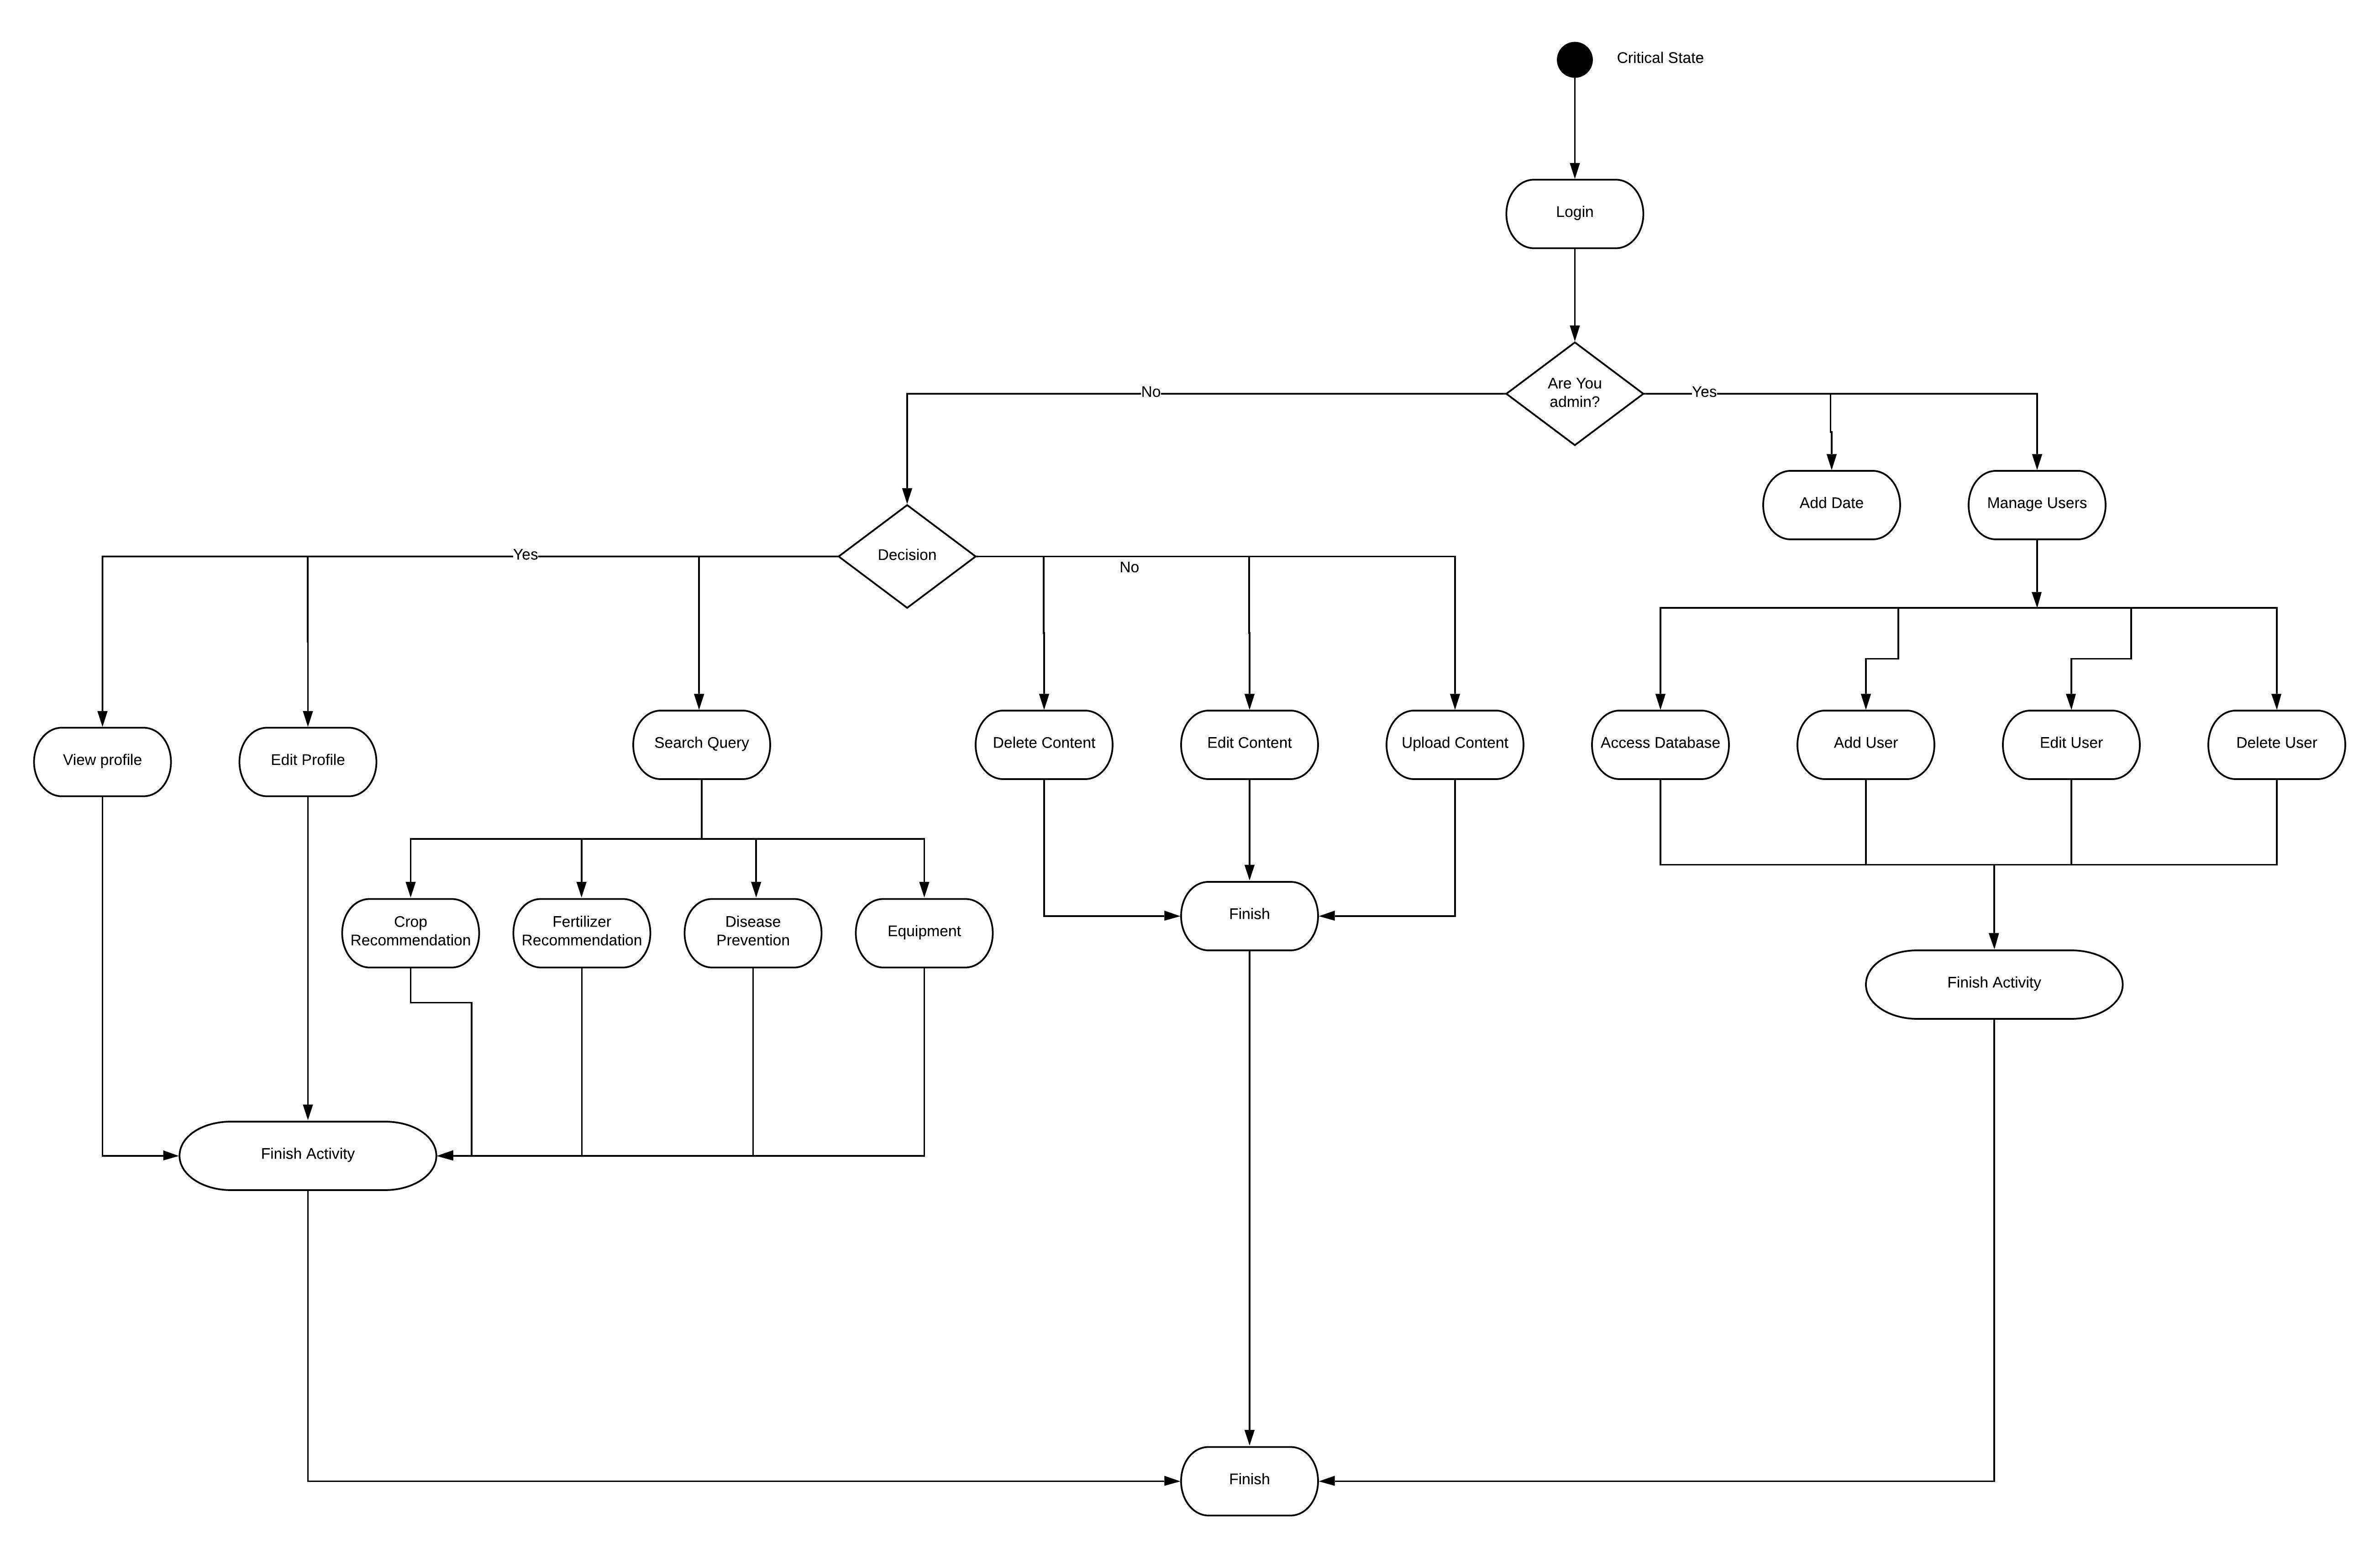 Critical State
Login
Are You
admin?
No
Yes
Add Date
Manage Users
Decision
Yes
No
View profile
Edit Profile
Search Query
Delete Content
Edit Content
Upload Content
Access Database
Add User
Edit User
Delete User
Crop
Recommendation
Fertilizer
Recommendation
Disease
Prevention
Equipment
Finish
Finish Activity
Finish Activity
Finish